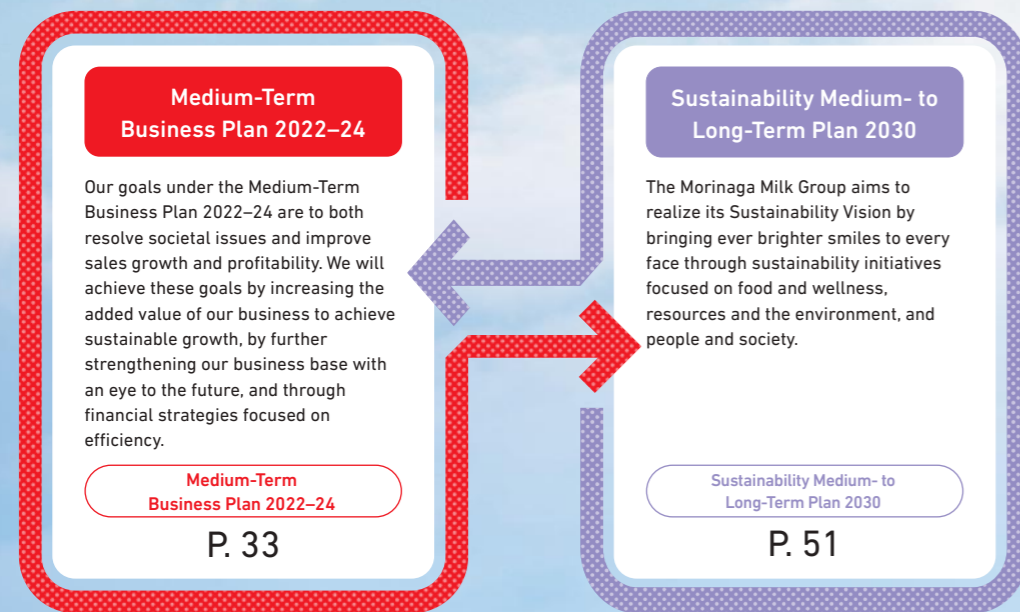 Medium-Term
Business Plan 2022–24
Our goals under the Medium-Term
Business Plan 2022–24 are to both
resolve societal issues and improve
sales growth and profitability. We will
achieve these goals by increasing the
added value of our business to achieve
sustainable growth, by further
strengthening our business base with
an eye to the future, and through
financial strategies focused on
efficiency.
Medium-Term
Business Plan 2022–24
P. 33
Sustainability Medium- to
Long-Term Plan 2030
The Morinaga Milk Group aims to
realize its Sustainability Vision by
bringing ever brighter smiles to every
face through sustainability initiatives
focused on food and wellness,
resources and the environment, and
people and society.
Sustainability Medium- to
Long-Term Plan 2030
P. 51